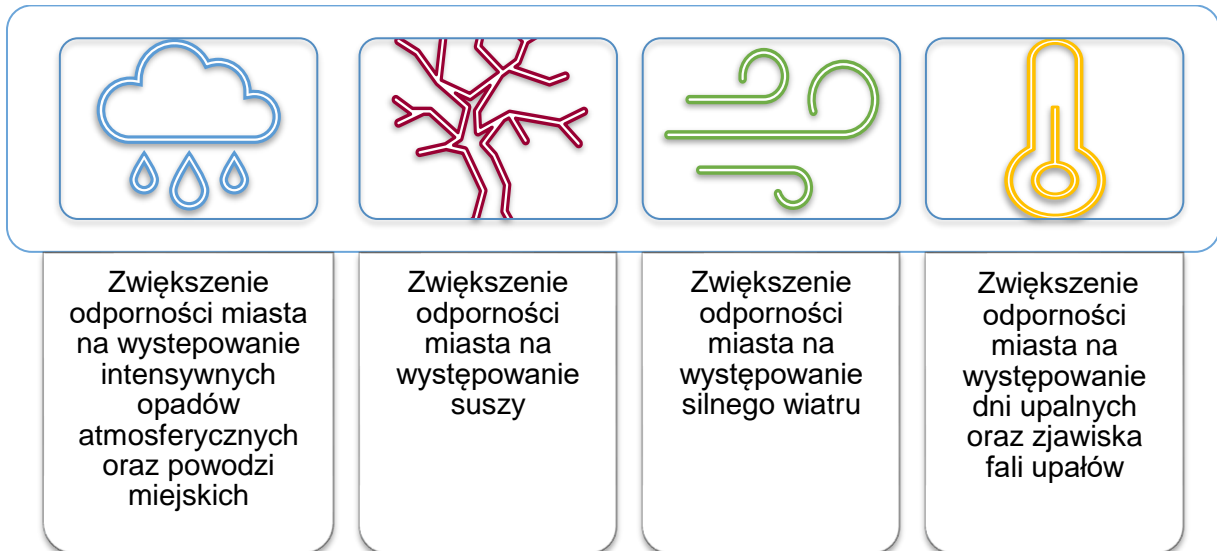 Zwiększenie
odporności miasta
na wystepowanie
intensywnych
opadów
atmosferycznych
oraz powodzi
miejskich
Zwiększenie
odporności
miasta na
występowanie
suszy
Zwiększenie
odporności
miasta na
występowanie
silnego wiatru
Zwiększenie
odporności
miasta na
występowanie
dni upalnych
oraz zjawiska
fali upałów